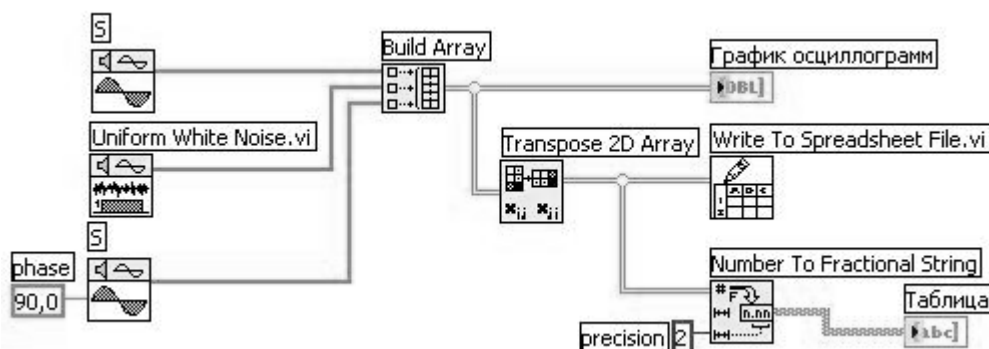 S
Build Array
График осциллограмм
DBL]
Uniform White Noise.vi
Transpose 2D Array
Write To Spreadsheet File.vi
S
phase
90,0
Number To Fractional String
n.nn
Таблица
precision
2
abc]